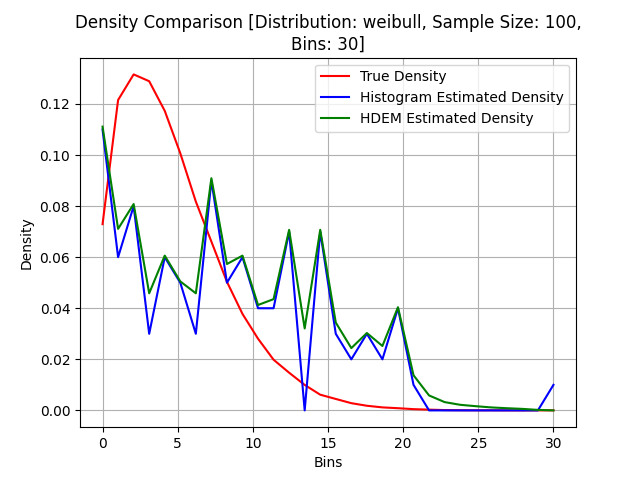 Density Comparison [Distribution: weibull, Sample Size: 100,
Bins: 30]
True Density
Histogram Estimated Density
HDEM Estimated Density
Density
0.12
0.10
0.08
0.06
0.04
0.02
0.00
0 5 10 15 20 25 30
Bins